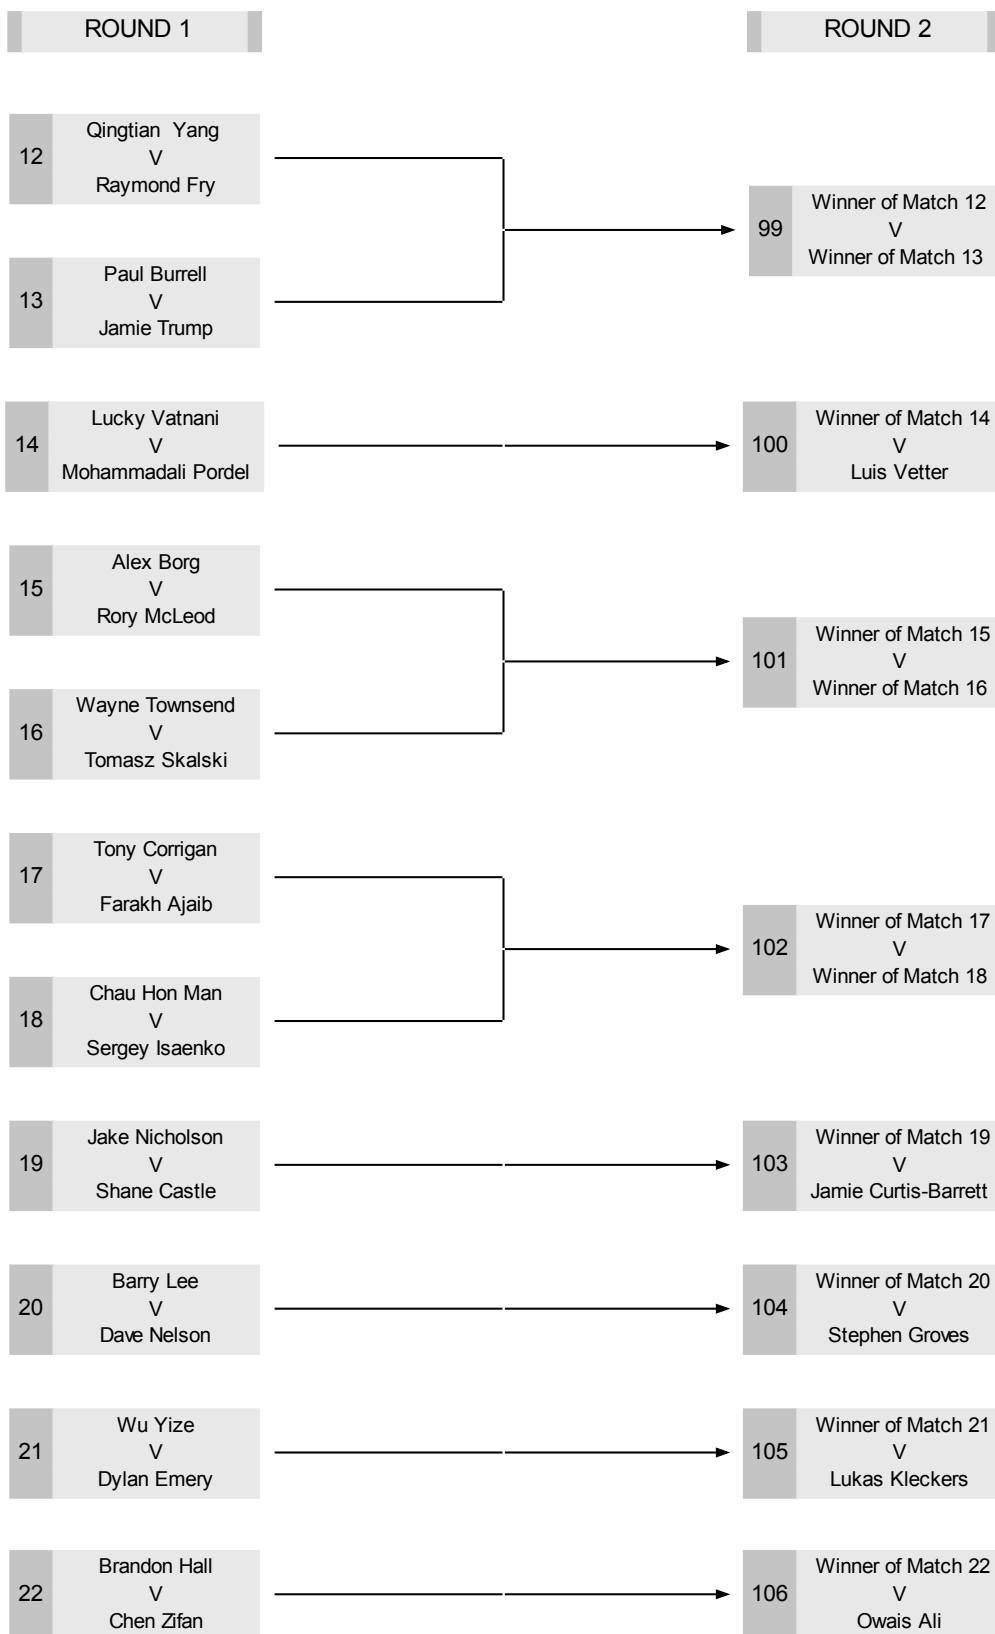 ROUND 1
ROUND 2
12
Qingtian Yang
V
Raymond Fry
13
Paul Burrell
V
Jamie Trump
99
Winner of Match 12
V
Winner of Match 13
14
Lucky Vatnani
V
Mohammadali Pordel
100
Winner of Match 14
V
Luis Vetter
15
Alex Borg
V
Rory McLeod
16
Wayne Townsend
V
Tomasz Skalski
101
Winner of Match 15
V
Winner of Match 16
17
Tony Corrigan
V
Farakh Ajaib
18
Chau Hon Man
V
Sergey Isaenko
102
Winner of Match 17
V
Winner of Match 18
19
Jake Nicholson
V
Shane Castle
103
Winner of Match 19
V
Jamie Curtis-Barrett
20
Barry Lee
V
Dave Nelson
104
Winner of Match 20
V
Stephen Groves
21
Wu Yize
V
Dylan Emery
105
Winner of Match 21
V
Lukas Kleckers
22
Brandon Hall
V
Chen Zifan
106
Winner of Match 22
V
Owais Ali